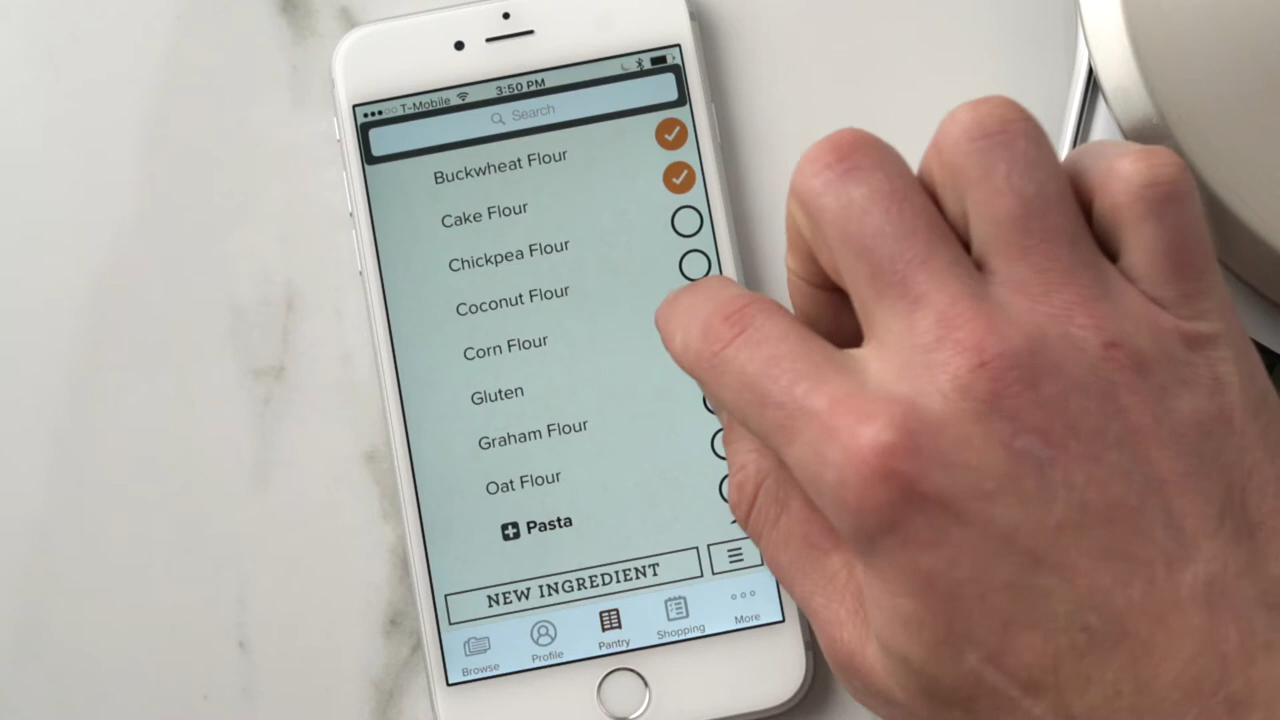 T-Mobile 3:50 PM
Search
Buckwheat Flour
Cake Flour
Chickpea Flour
Coconut Flour
Corn Flour
Gluten
Graham Flour
Oat Flour
Pasta
NEW INGREDIENT
Browse Profile Pantry Shopping More